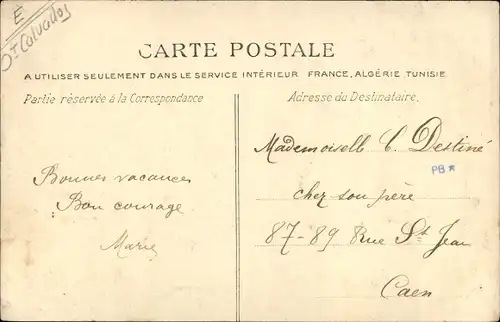 E
Dt Calvados
CARTE POSTALE
A UTILISER SEULEMENT DANS LE SERVICE INTÉRIEUR FRANCE, ALGÉRIE TUNISIE
Partie réservée à la Correspondance
Adresse du Destinataire.
Bonnes vacances
Bon courage
Marie
Mademoiselle C. Destiné
PB*
chez son père
87-89 Rue St Jean
Caen